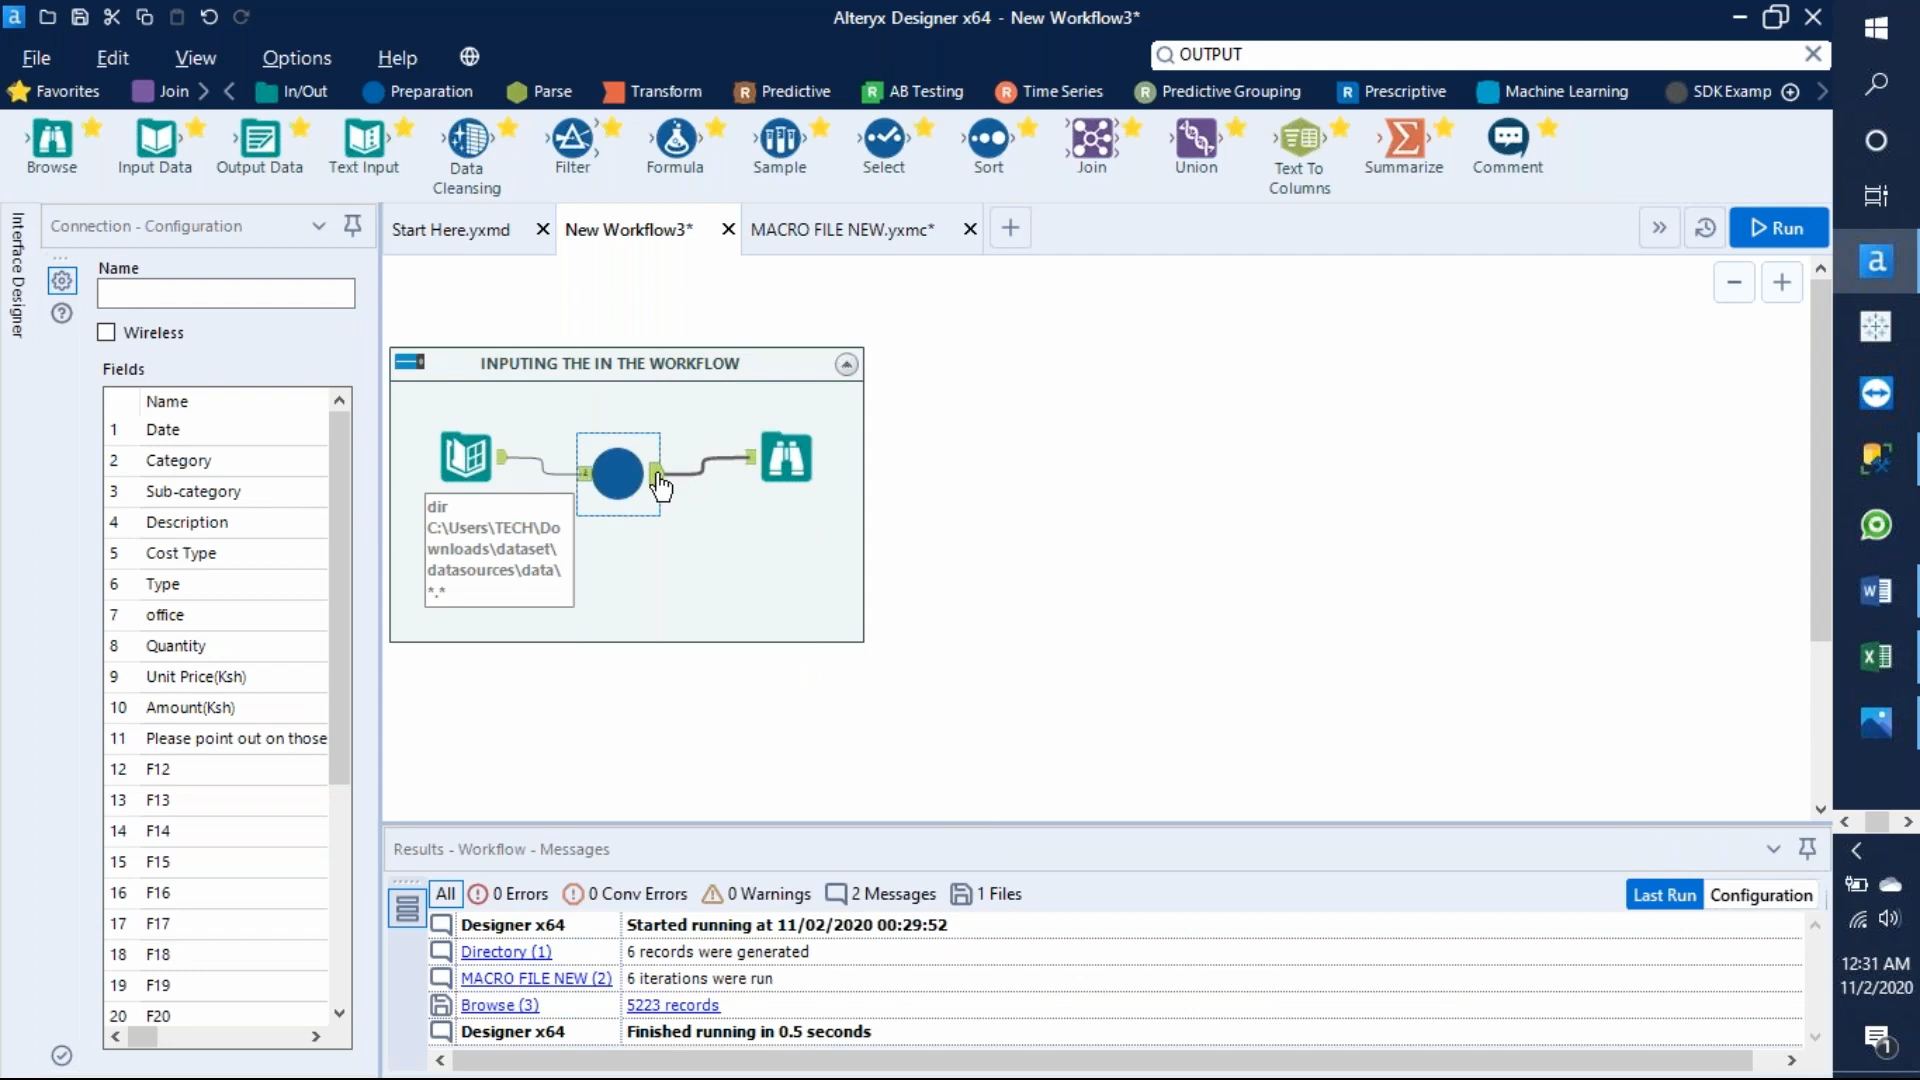 Alteryx Designer x64 - New Workflow3*
File Edit View Options Help
OUTPUT
Favorites Join In/Out Preparation Parse Transform Predictive AB Testing Time Series Predictive Grouping Prescriptive Machine Learning SDK Examp
Browse Input Data Output Data Text Input Data Cleansing Filter Formula Sample Select Sort Join Union Text To Columns Summarize Comment
Interface Designer
Connection - Configuration
Start Here.yxmd New Workflow3* MACRO FILE NEW.yxmc* Run
Name
Wireless
Fields
Name
1 Date
2 Category
3 Sub-category
4 Description
5 Cost Type
6 Type
7 office
8 Quantity
9 Unit Price(Ksh)
10 Amount(Ksh)
11 Please point out on those
12 F12
13 F13
14 F14
15 F15
16 F16
17 F17
18 F18
19 F19
20 F20
INPUTING THE IN THE WORKFLOW
dir
C:\Users\TECH\Do
wnloads\dataset\
datasources\data\
*.*
Results - Workflow - Messages
All 0 Errors 0 Conv Errors 0 Warnings 2 Messages 1 Files Last Run Configuration
Designer x64 Started running at 11/02/2020 00:29:52
Directory (1) 6 records were generated
MACRO FILE NEW (2) 6 iterations were run
Browse (3) 5223 records
Designer x64 Finished running in 0.5 seconds
12:31 AM
11/2/2020
1